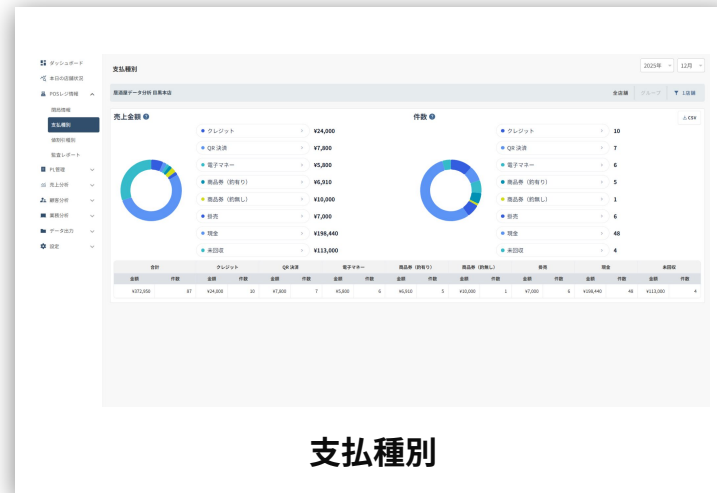 ダッシュボード
本日の店舗状況
POSレジ情報
商品情報
支払種別
値割引種別
監査レポート
PL管理
売上分析
顧客分析
業務分析
データ出力
設定
支払種別
2025年 12月
居酒屋データ分析 目黒本店
全店舗 グループ 1店舗
売上金額
クレジット ¥24,000
QR決済 ¥7,800
電子マネー ¥5,800
商品券（釣有り） ¥6,910
商品券（釣無し） ¥10,000
掛売 ¥7,000
現金 ¥198,440
未回収 ¥113,000
件数
CSV
クレジット 10
QR決済 7
電子マネー 6
商品券（釣有り） 5
商品券（釣無し） 1
掛売 6
現金 48
未回収 4
合計 クレジット QR決済 電子マネー 商品券（釣有り） 商品券（釣無し） 掛売 現金 未回収
金額 件数 金額 件数 金額 件数 金額 件数 金額 件数 金額 件数 金額 件数 金額 件数 金額 件数
¥372,950 87 ¥24,000 10 ¥7,800 7 ¥5,800 6 ¥6,910 5 ¥10,000 1 ¥7,000 6 ¥198,440 48 ¥113,000 4
支払種別